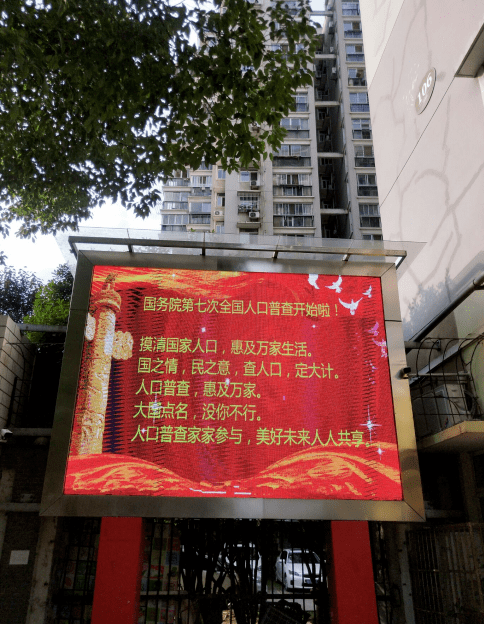 国务院第七次全国人口普查开始啦！
摸清国家人口，惠及万家生活。
国之情，民之意，查人口，定大计。
人口普查，惠及万家。
大国点名，没你不行。
人口普查家家参与，美好未来人人共享。
106